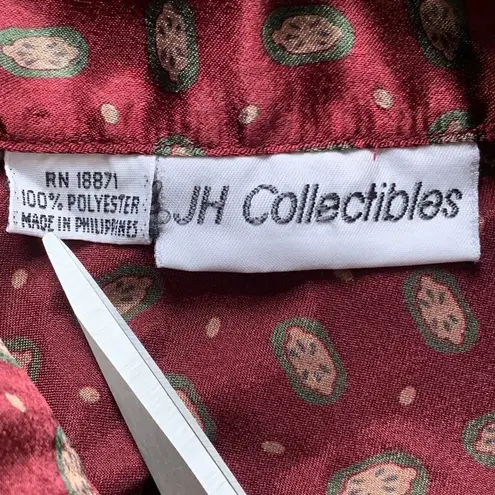 RN 18871
100% POLYESTER
MADE IN PHILIPPINES
JH Collectibles